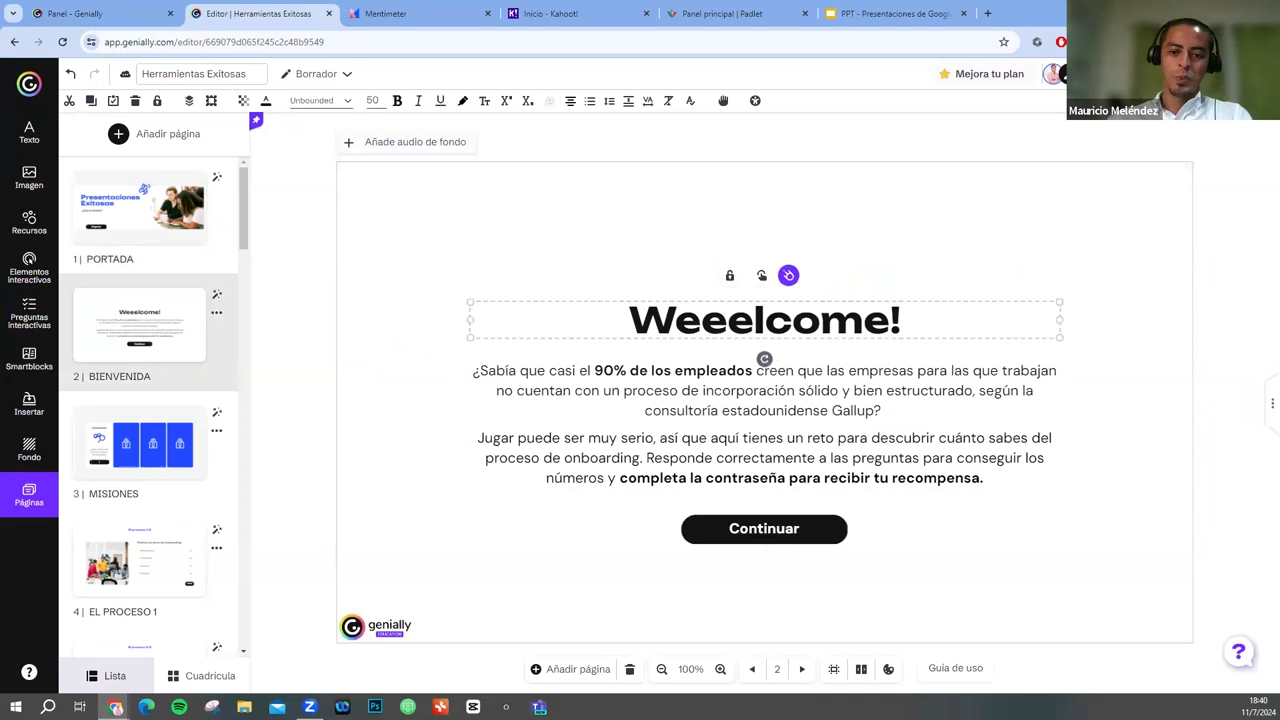 Panel - Genially
Editor | Herramientas Exitosas
Mentimeter
Inicio - Kahoot!
Panel principal | Padlet
PPT - Presentaciones de Google
app.genially.com/editor/669079d065f245c2c48b9549
Herramientas Exitosas
Borrador
Mejora tu plan
Mauricio Meléndez
Unbounded
50
Texto
Imagen
Recursos
Elementos interactivos
Preguntas interactivas
Smartblocks
Insertar
Fondo
Páginas
Añadir página
Presentaciones Exitosas
1 | PORTADA
Weeelcome!
2 | BIENVENIDA
3 | MISIONES
4 | EL PROCESO 1
Lista
Cuadrícula
Añade audio de fondo
Weeelcome!
¿Sabía que casi el 90% de los empleados creen que las empresas para las que trabajan
no cuentan con un proceso de incorporación sólido y bien estructurado, según la
consultoría estadounidense Gallup?
Jugar puede ser muy serio, así que aquí tienes un reto para descubrir cuánto sabes del
proceso de onboarding. Responde correctamente a las preguntas para conseguir los
números y completa la contraseña para recibir tu recompensa.
Continuar
genially
EDUCATION
Añadir página
100%
2
Guía de uso
18:40
11/7/2024